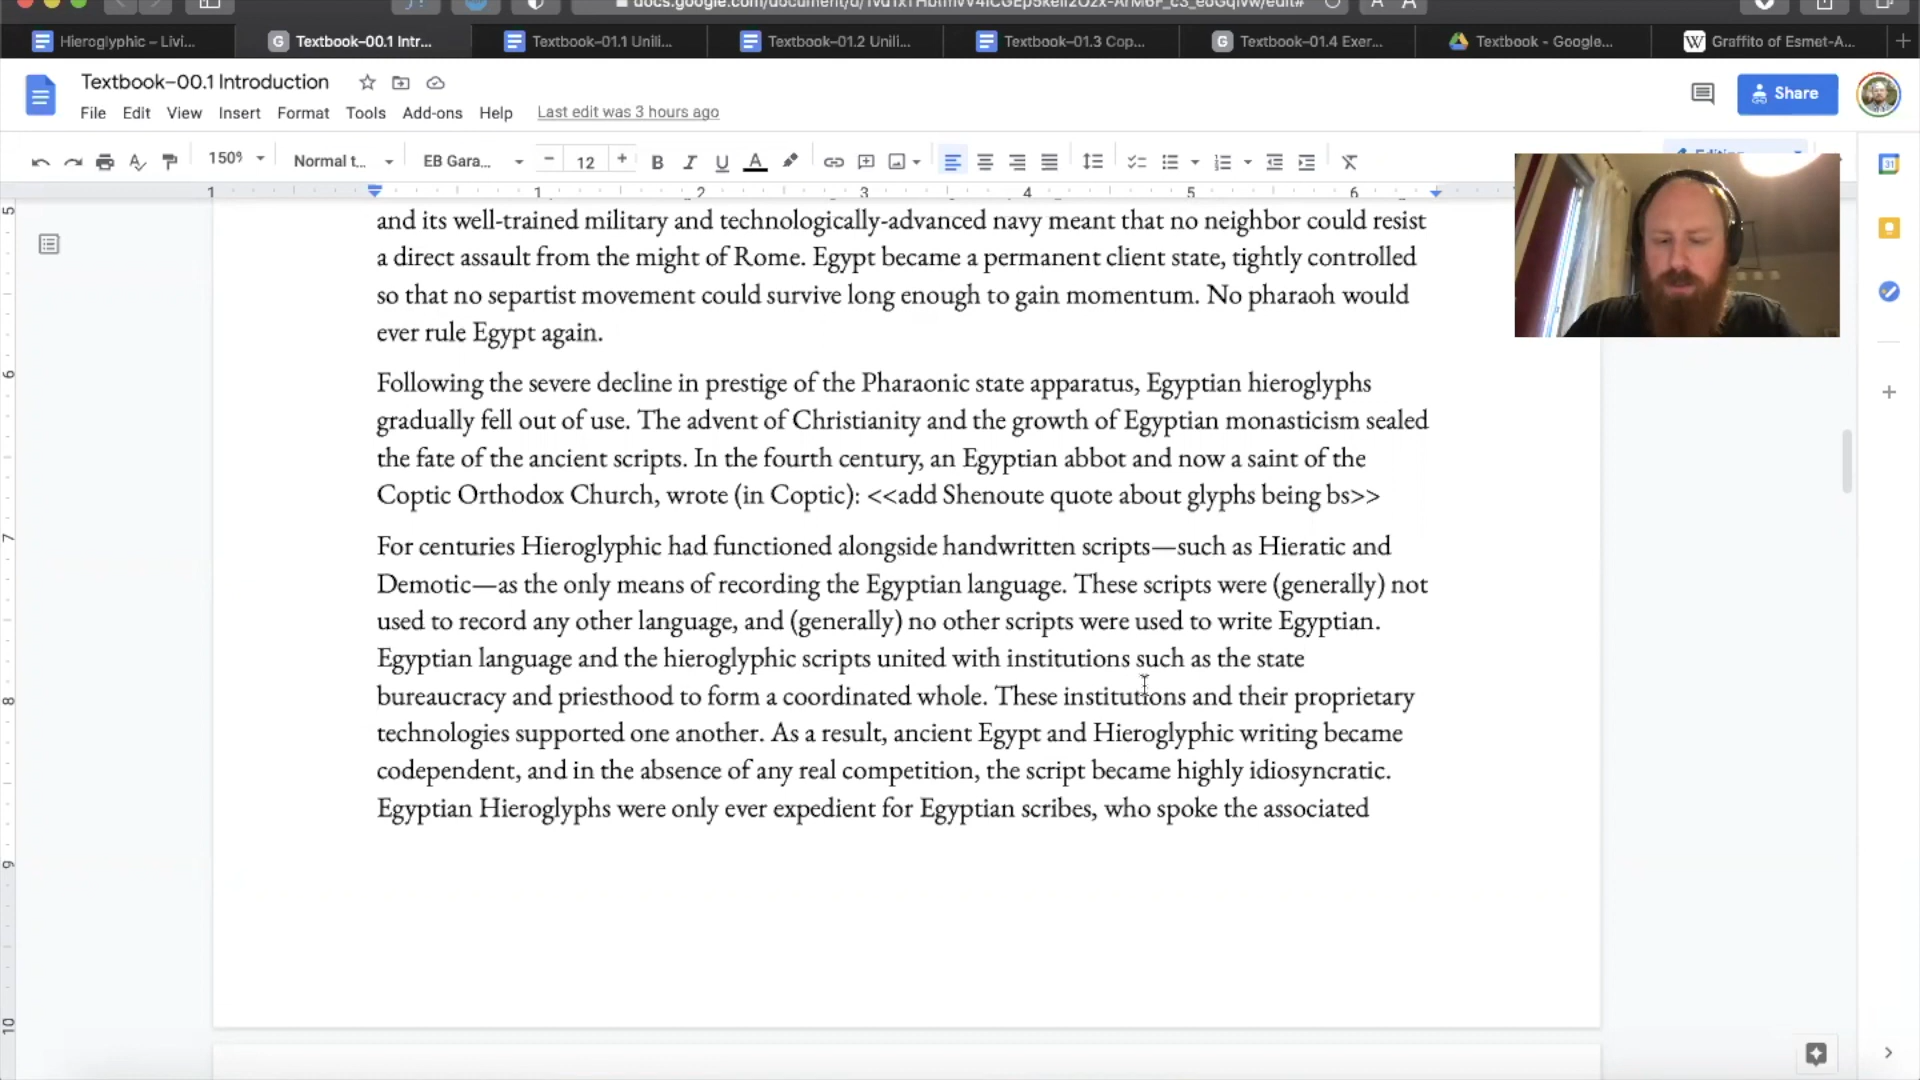 Hieroglyphic – Livi...
Textbook–00.1 Intr...
Textbook–01.1 Unili...
Textbook–01.2 Unili...
Textbook–01.3 Cop...
Textbook–01.4 Exer...
Textbook - Google...
Graffito of Esmet-A...
Textbook–00.1 Introduction
File Edit View Insert Format Tools Add-ons Help Last edit was 3 hours ago
Share
150% Normal t... EB Gara... 12
1 1 2 3 4 5 6
and its well-trained military and technologically-advanced navy meant that no neighbor could resist
a direct assault from the might of Rome. Egypt became a permanent client state, tightly controlled
so that no separtist movement could survive long enough to gain momentum. No pharaoh would
ever rule Egypt again.
Following the severe decline in prestige of the Pharaonic state apparatus, Egyptian hieroglyphs
gradually fell out of use. The advent of Christianity and the growth of Egyptian monasticism sealed
the fate of the ancient scripts. In the fourth century, an Egyptian abbot and now a saint of the
Coptic Orthodox Church, wrote (in Coptic): <<add Shenoute quote about glyphs being bs>>
For centuries Hieroglyphic had functioned alongside handwritten scripts—such as Hieratic and
Demotic—as the only means of recording the Egyptian language. These scripts were (generally) not
used to record any other language, and (generally) no other scripts were used to write Egyptian.
Egyptian language and the hieroglyphic scripts united with institutions such as the state
bureaucracy and priesthood to form a coordinated whole. These institutions and their proprietary
technologies supported one another. As a result, ancient Egypt and Hieroglyphic writing became
codependent, and in the absence of any real competition, the script became highly idiosyncratic.
Egyptian Hieroglyphs were only ever expedient for Egyptian scribes, who spoke the associated
5
6
7
8
9
10